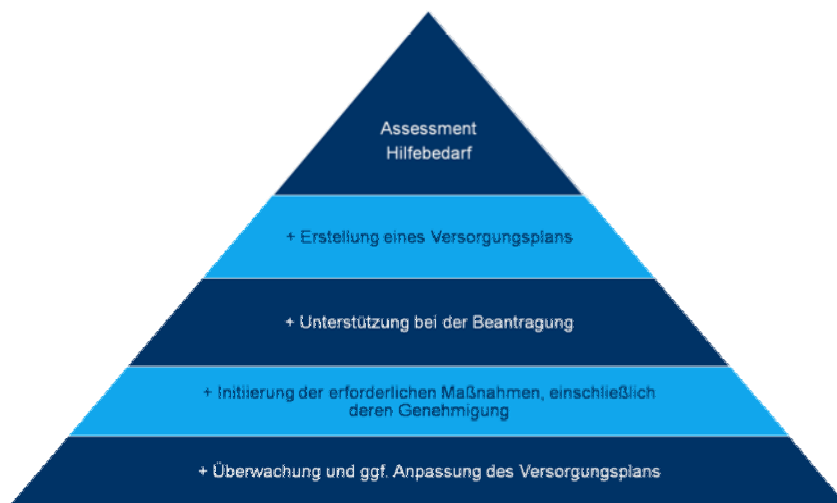 Assessment
Hilfebedarf
+ Erstellung eines Versorgungsplans
+ Unterstützung bei der Beantragung
+ Initiierung der erforderlichen Maßnahmen, einschließlich
deren Genehmigung
+ Überwachung und ggf. Anpassung des Versorgungsplans